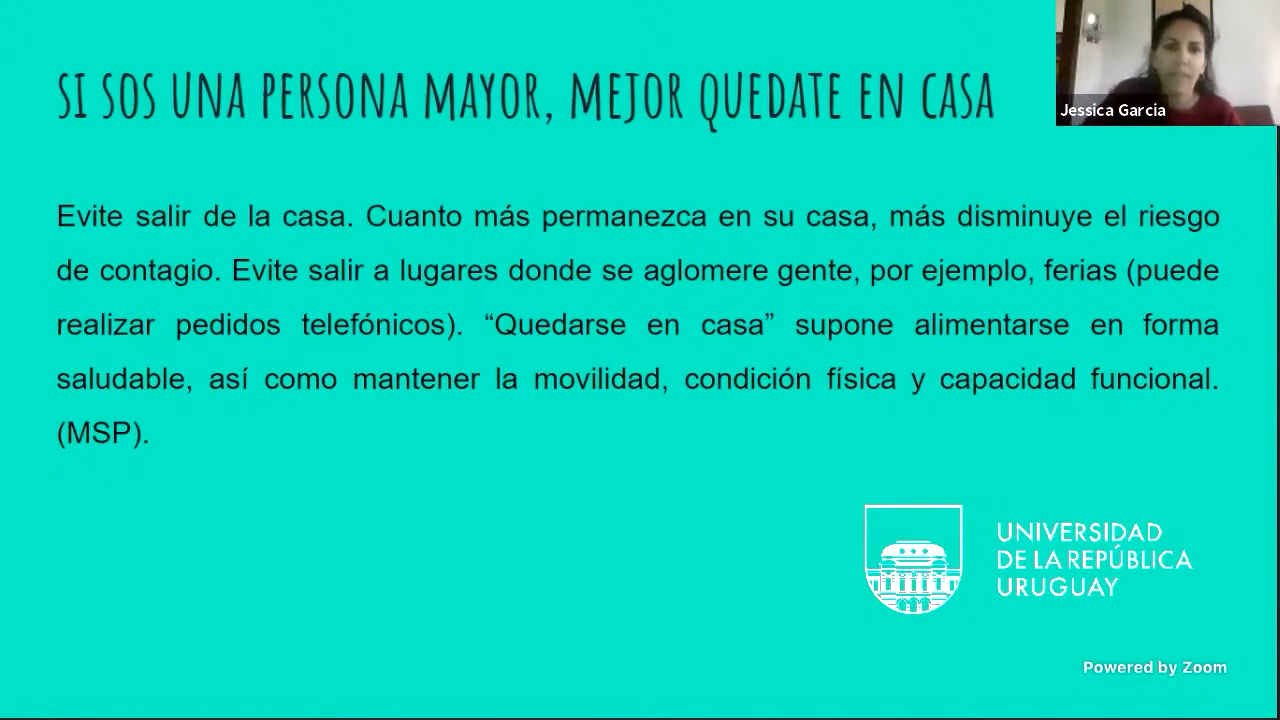 SI SOS UNA PERSONA MAYOR, MEJOR QUEDATE EN CASA
Jessica Garcia
Evite salir de la casa. Cuanto más permanezca en su casa, más disminuye el riesgo
de contagio. Evite salir a lugares donde se aglomere gente, por ejemplo, ferias (puede
realizar pedidos telefónicos). “Quedarse en casa” supone alimentarse en forma
saludable, así como mantener la movilidad, condición física y capacidad funcional.
(MSP).
UNIVERSIDAD
DE LA REPÚBLICA
URUGUAY
Powered by Zoom